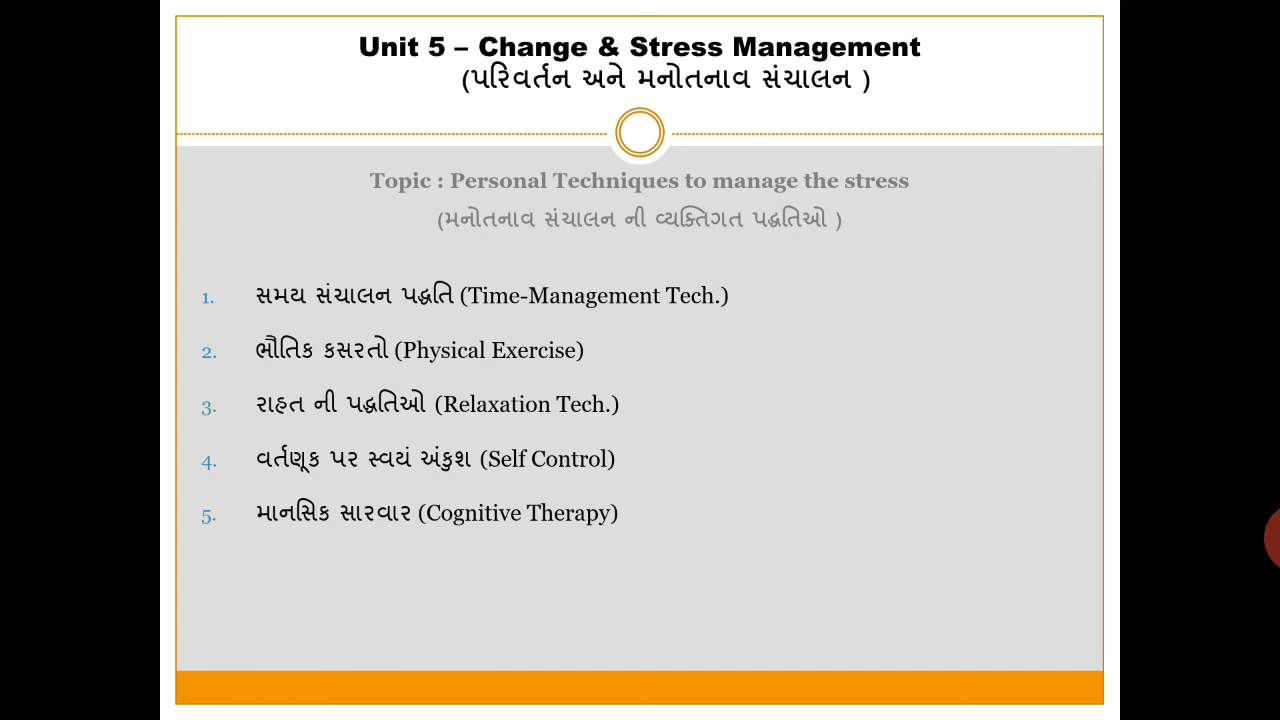 Unit 5 – Change & Stress Management
(પરિવર્તન અને મનોતનાવ સંચાલન )
Topic : Personal Techniques to manage the stress
(મનોતનાવ સંચાલન ની વ્યક્તિગત પદ્ધતિઓ )
1. સમય સંચાલન પદ્ધતિ (Time-Management Tech.)
2. ભૌતિક કસરતો (Physical Exercise)
3. રાહત ની પદ્ધતિઓ (Relaxation Tech.)
4. વર્તણૂક પર સ્વયં અંકુશ (Self Control)
5. માનસિક સારવાર (Cognitive Therapy)